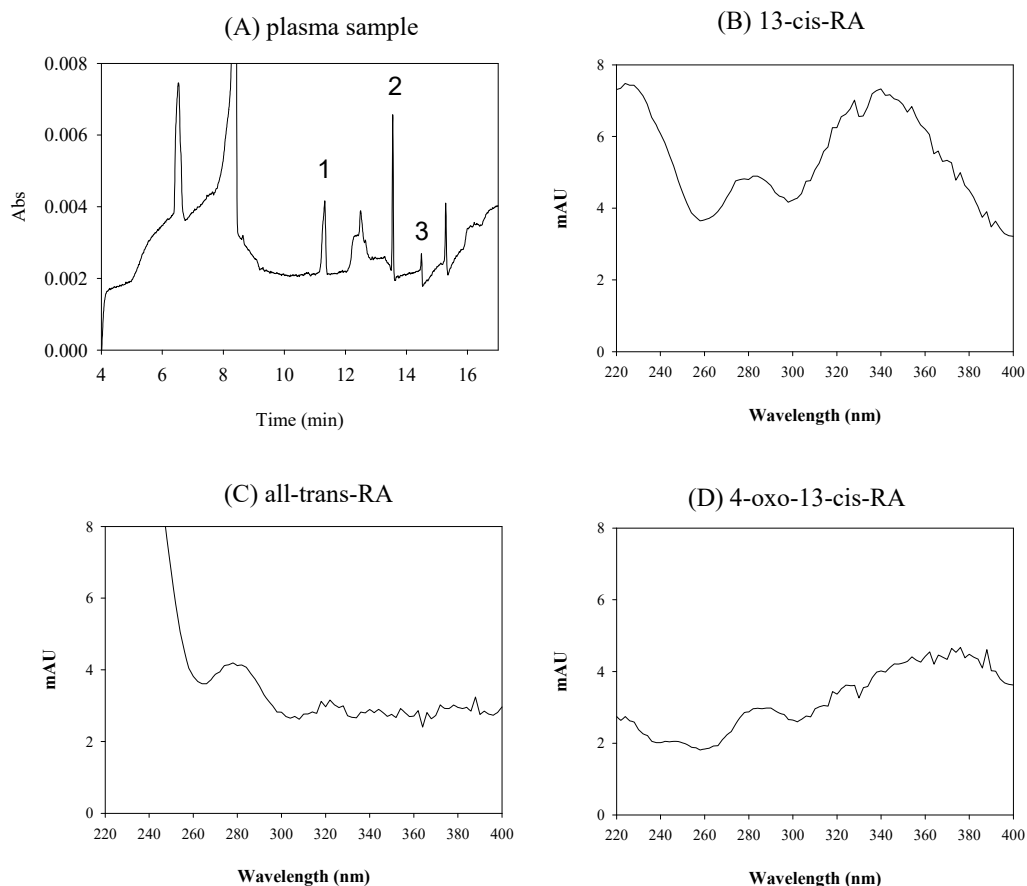 (A) plasma sample
0.008
0.006
0.004
0.002
0.000
Abs
1
2
3
4 6 8 10 12 14 16
Time (min)
(B) 13-cis-RA
8
6
4
2
0
mAU
220 240 260 280 300 320 340 360 380 400
Wavelength (nm)
(C) all-trans-RA
8
6
4
2
0
mAU
220 240 260 280 300 320 340 360 380 400
Wavelength (nm)
(D) 4-oxo-13-cis-RA
8
6
4
2
0
mAU
220 240 260 280 300 320 340 360 380 400
Wavelength (nm)